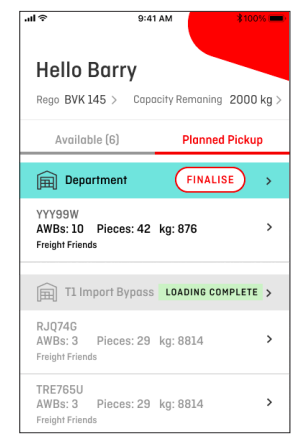 9:41 AM
$100%
Hello Barry
Rego BVK 145 > Capacity Remaning 2000 kg >
Available (6) Planned Pickup
Department FINALISE >
YYY99W
AWBs: 10 Pieces: 42 kg: 876 >
Freight Friends
T1 Import Bypass LOADING COMPLETE >
RJQ74G
AWBs: 3 Pieces: 29 kg: 8814 >
Freight Friends
TRE765U
AWBs: 3 Pieces: 29 kg: 8814 >
Freight Friends